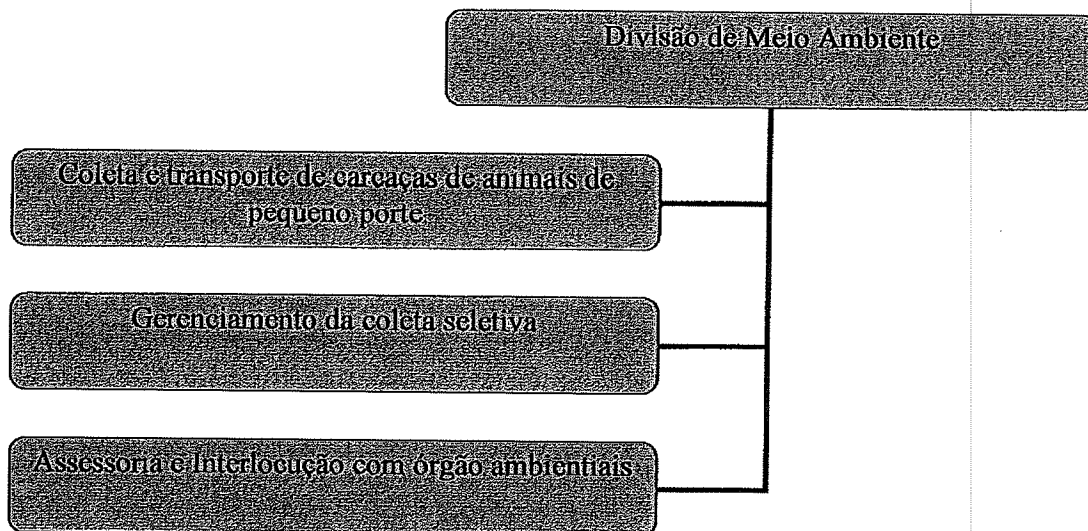 Divisão de Meio Ambiente
Coleta e transporte de carcaças de animais de
pequeno porte
Gerenciamento da coleta seletiva
Assessoria e Interlocução com órgão ambientiais